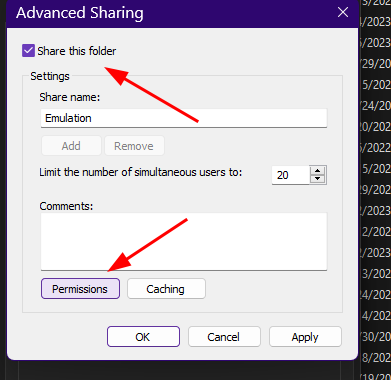 Advanced Sharing
Share this folder
Settings
Share name:
Emulation
Add
Remove
Limit the number of simultaneous users to:
20
Comments:
Permissions
Caching
OK
Cancel
Apply